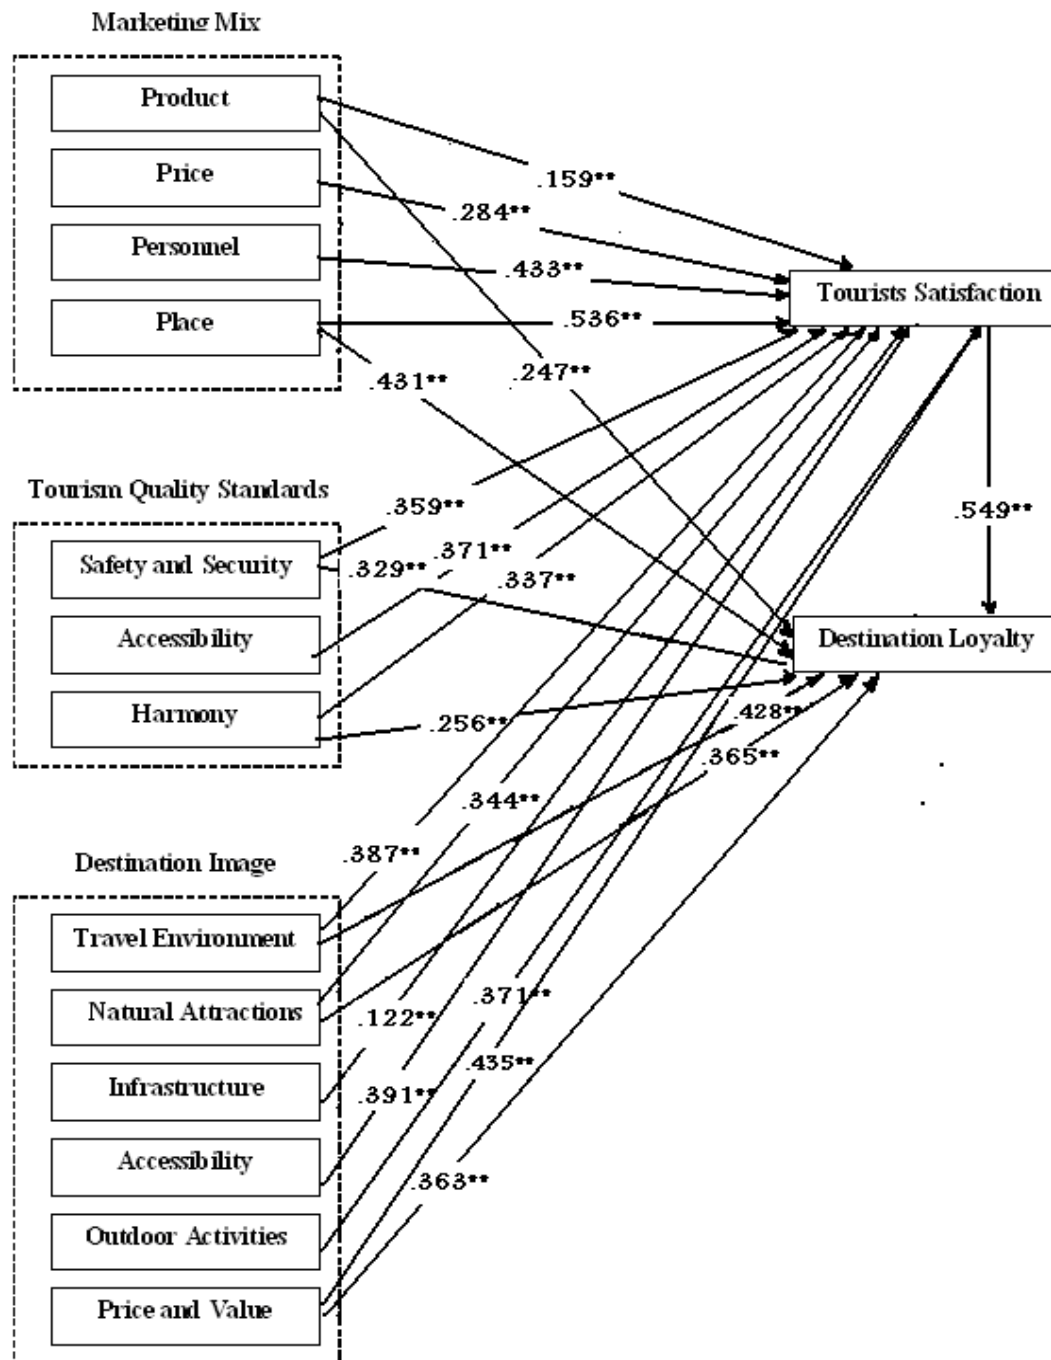 Marketing Mix
Product
Price
Personnel
Place
.159**
.284**
.433**
.536**
.247**
.431**
Tourists Satisfaction
Tourism Quality Standards
Safety and Security
Accessibility
Harmony
.359**
.371**
.329**
.337**
.256**
.549**
Destination Loyalty
.428**
.365**
.344**
.387**
Destination Image
Travel Environment
Natural Attractions
Infrastructure
Accessibility
Outdoor Activities
Price and Value
.371**
.122**
.435**
.391**
.363**